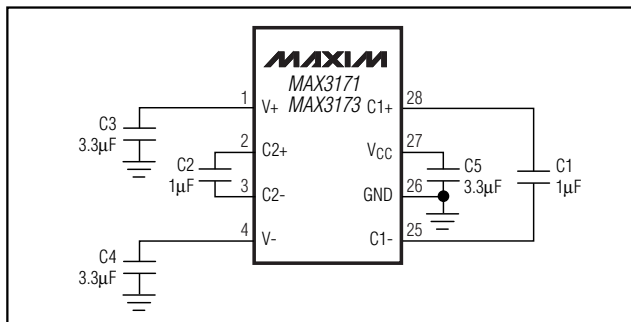 MAXIM
MAX3171
MAX3173
1
V+
C1+
28
C3
3.3µF
2
C2+
VCC
27
C2
1µF
C5
3.3µF
C1
1µF
3
C2-
GND
26
4
V-
C1-
25
C4
3.3µF